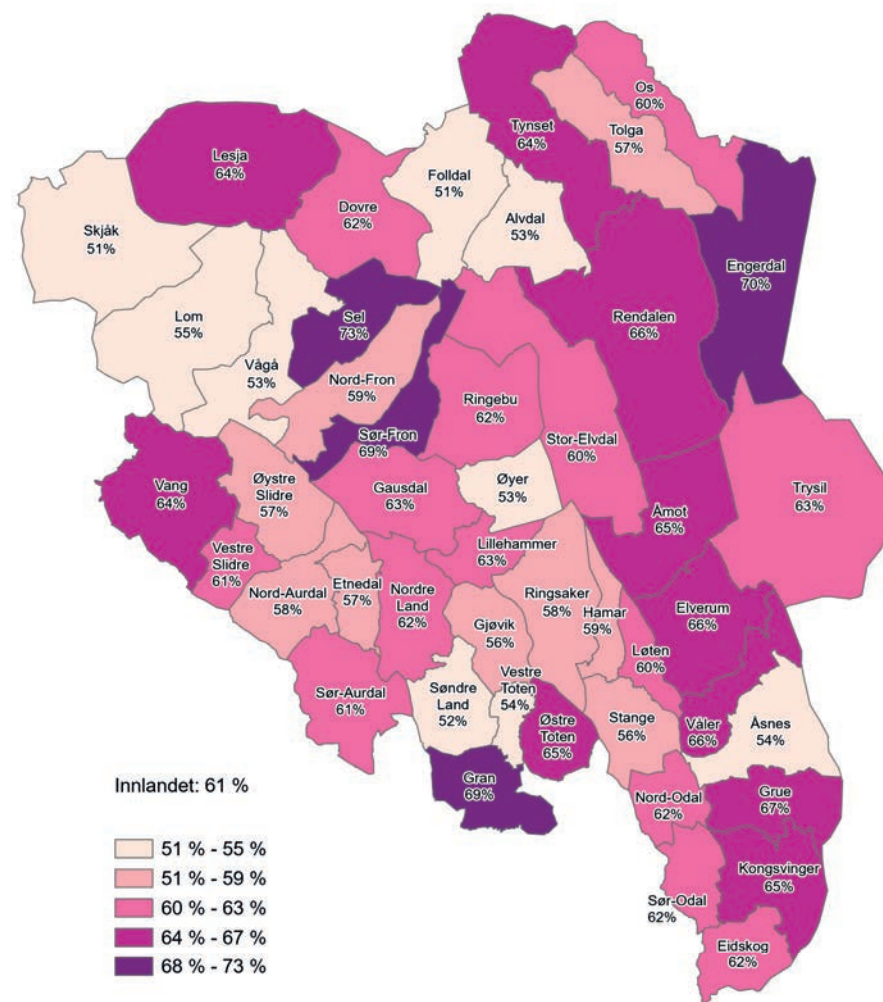 Os
60%
Tynset
64%
Tolga
57%
Lesja
64%
Folldal
51%
Dovre
62%
Alvdal
53%
Skjåk
51%
Engerdal
70%
Lom
55%
Sel
73%
Rendalen
66%
Vågå
53%
Nord-Fron
59%
Ringebu
62%
Sør-Fron
69%
Stor-Elvdal
60%
Vang
64%
Øystre
Slidre
57%
Gausdal
63%
Øyer
53%
Åmot
65%
Trysil
63%
Vestre
Slidre
61%
Lillehammer
63%
Nord-Aurdal
58%
Etnedal
57%
Nordre
Land
62%
Ringsaker
58%
Hamar
59%
Elverum
66%
Gjøvik
56%
Løten
60%
Sør-Aurdal
61%
Søndre
Land
52%
Vestre
Toten
54%
Østre
Toten
65%
Stange
56%
Våler
66%
Åsnes
54%
Gran
69%
Nord-Odal
62%
Grue
67%
Kongsvinger
65%
Sør-Odal
62%
Eidskog
62%
Innlandet: 61 %
51 % - 55 %
51 % - 59 %
60 % - 63 %
64 % - 67 %
68 % - 73 %